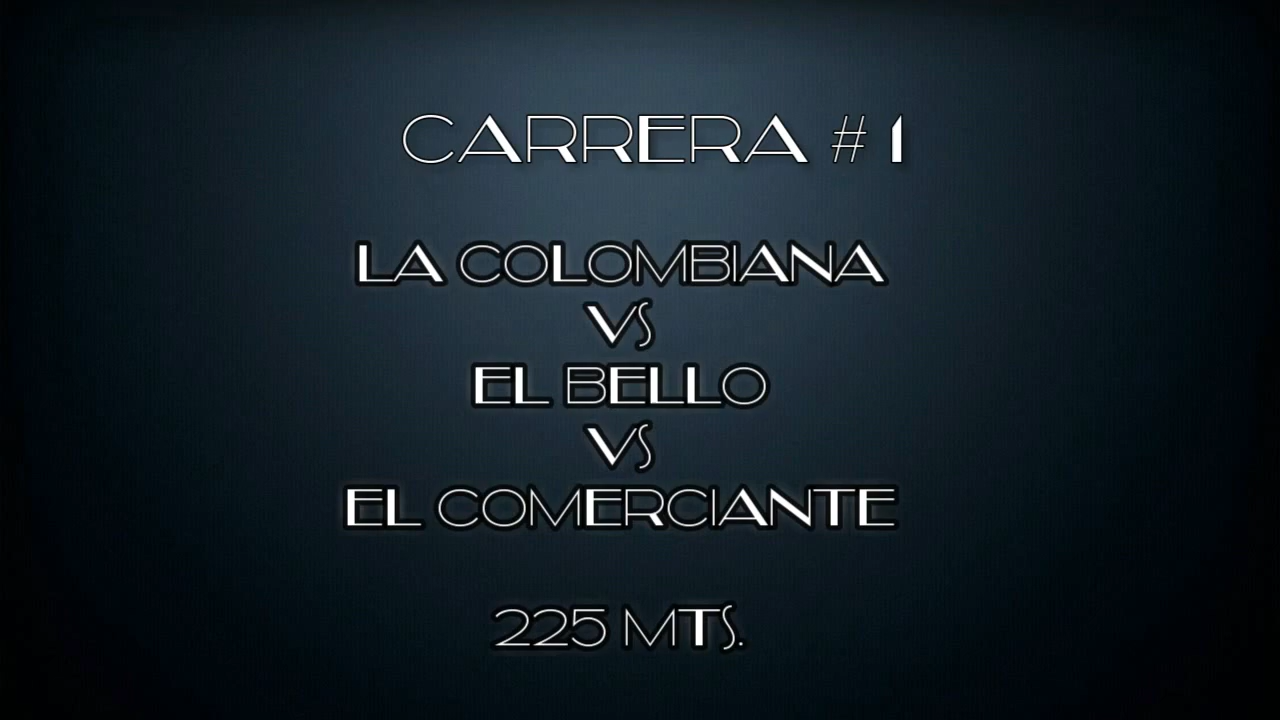 CARRERA # 1
LA COLOMBIANA
VS
EL BELLO
VS
EL COMERCIANTE
225 MTS.